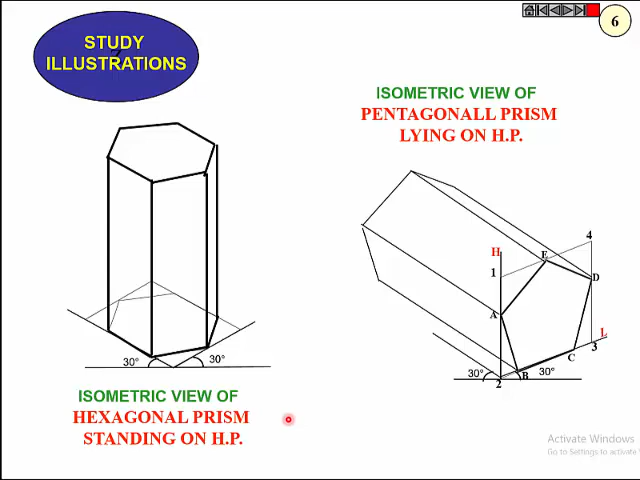 6
STUDY
ILLUSTRATIONS
ISOMETRIC VIEW OF
PENTAGONALL PRISM
LYING ON H.P.
H
1
4
E
D
A
L
3
C
B
2
30°
30°
30°
30°
ISOMETRIC VIEW OF
HEXAGONAL PRISM
STANDING ON H.P.
Activate Windows
Go to Settings to activate W